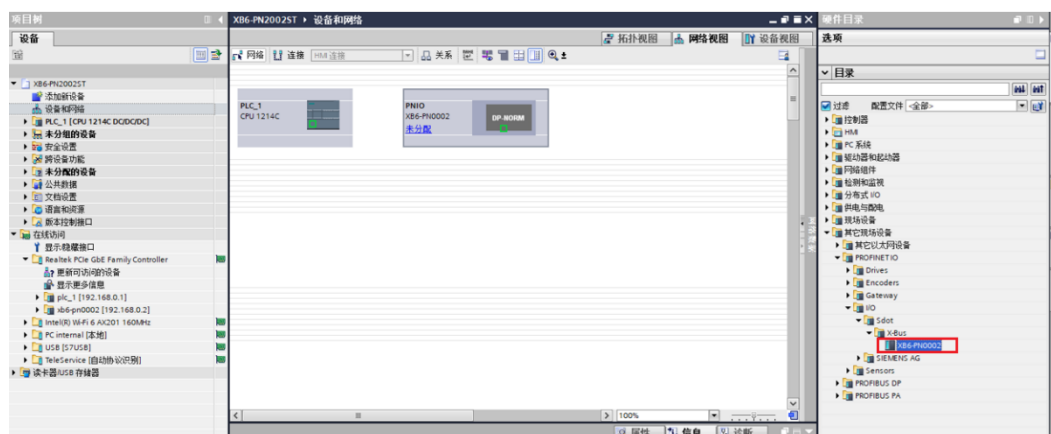 项目树
XB6-PN2002ST ▸ 设备和网络
硬件目录
设备
拓扑视图
网络视图
设备视图
选项
网络
连接
HMI 连接
关系
目录
过滤
配置文件
<全部>
XB6-PN2002ST
添加新设备
设备和网络
PLC_1 [CPU 1214C DC/DC/DC]
未分组的设备
安全设置
跨设备功能
未分配的设备
公共数据
文档设置
语言和资源
版本控制接口
在线访问
显示隐藏接口
Realtek PCIe GbE Family Controller
更新可访问的设备
显示更多信息
plc_1 [192.168.0.1]
xb6-pn0002 [192.168.0.2]
Intel(R) Wi-Fi 6 AX201 160MHz
PC internal [本地]
USB [S7USB]
TeleService [自动协议识别]
读卡器/USB 存储器
PLC_1
CPU 1214C
PNIO
XB6-PN0002
未分配
DP-NORM
100%
属性
信息
诊断
控制器
HMI
PC 系统
驱动器和起动器
网络组件
检测和监视
分布式 I/O
供电与配电
现场设备
其它现场设备
其它以太网设备
PROFINET IO
Drives
Encoders
Gateway
I/O
Sdot
X-Bus
XB6-PN0002
SIEMENS AG
Sensors
PROFIBUS DP
PROFIBUS PA